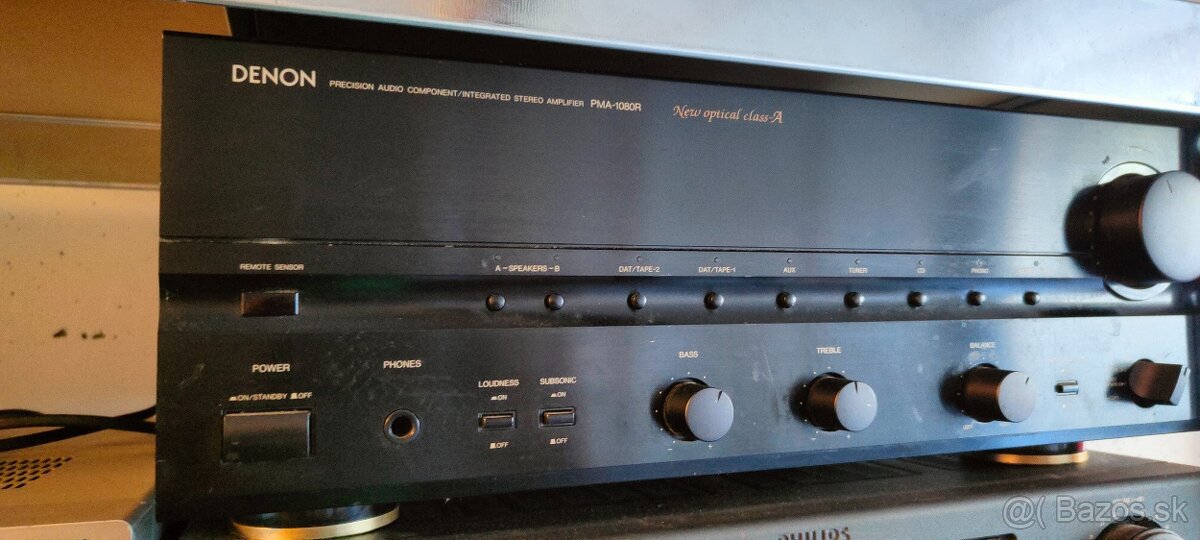 DENON PRECISION AUDIO COMPONENT/INTEGRATED STEREO AMPLIFIER PMA-1080R New optical class-A
REMOTE SENSOR
A-SPEAKERS-B
DAT/TAPE-2
DAT/TAPE-1
AUX
TUNER
CD
PHONO
POWER
ON/STANDBY OFF
PHONES
LOUDNESS
ON
OFF
SUBSONIC
ON
OFF
BASS
- +
TREBLE
- +
BALANCE
LEFT
PHILIPS
@( Bazos.sk